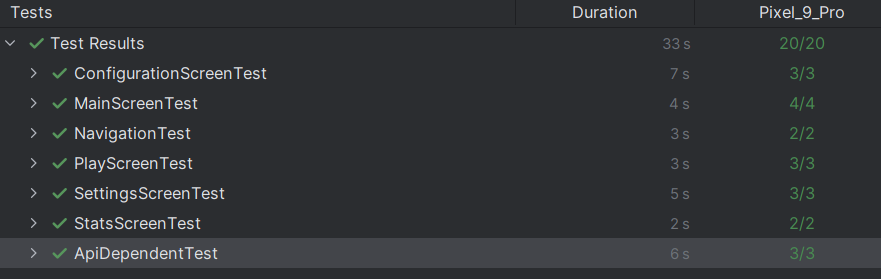 Tests Duration Pixel_9_Pro
Test Results 33 s 20/20
ConfigurationScreenTest 7 s 3/3
MainScreenTest 4 s 4/4
NavigationTest 3 s 2/2
PlayScreenTest 3 s 3/3
SettingsScreenTest 5 s 3/3
StatsScreenTest 2 s 2/2
ApiDependentTest 6 s 3/3